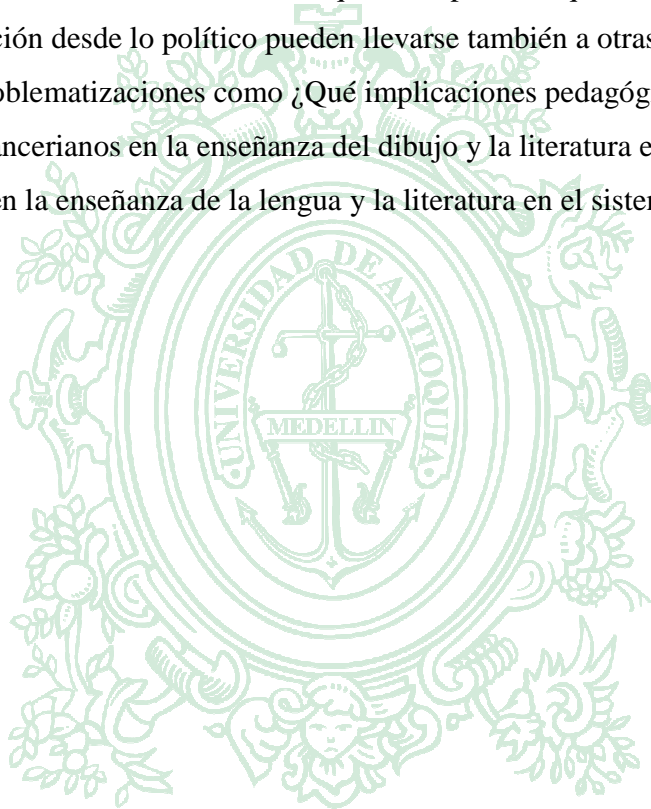 ción desde lo político pueden llevarse también a otras
oblematizaciones como ¿Qué implicaciones pedagóg
ancerianos en la enseñanza del dibujo y la literatura e
en la enseñanza de la lengua y la literatura en el sister
UNIVERSIDAD DE ANTIOQUIA
MEDELLIN